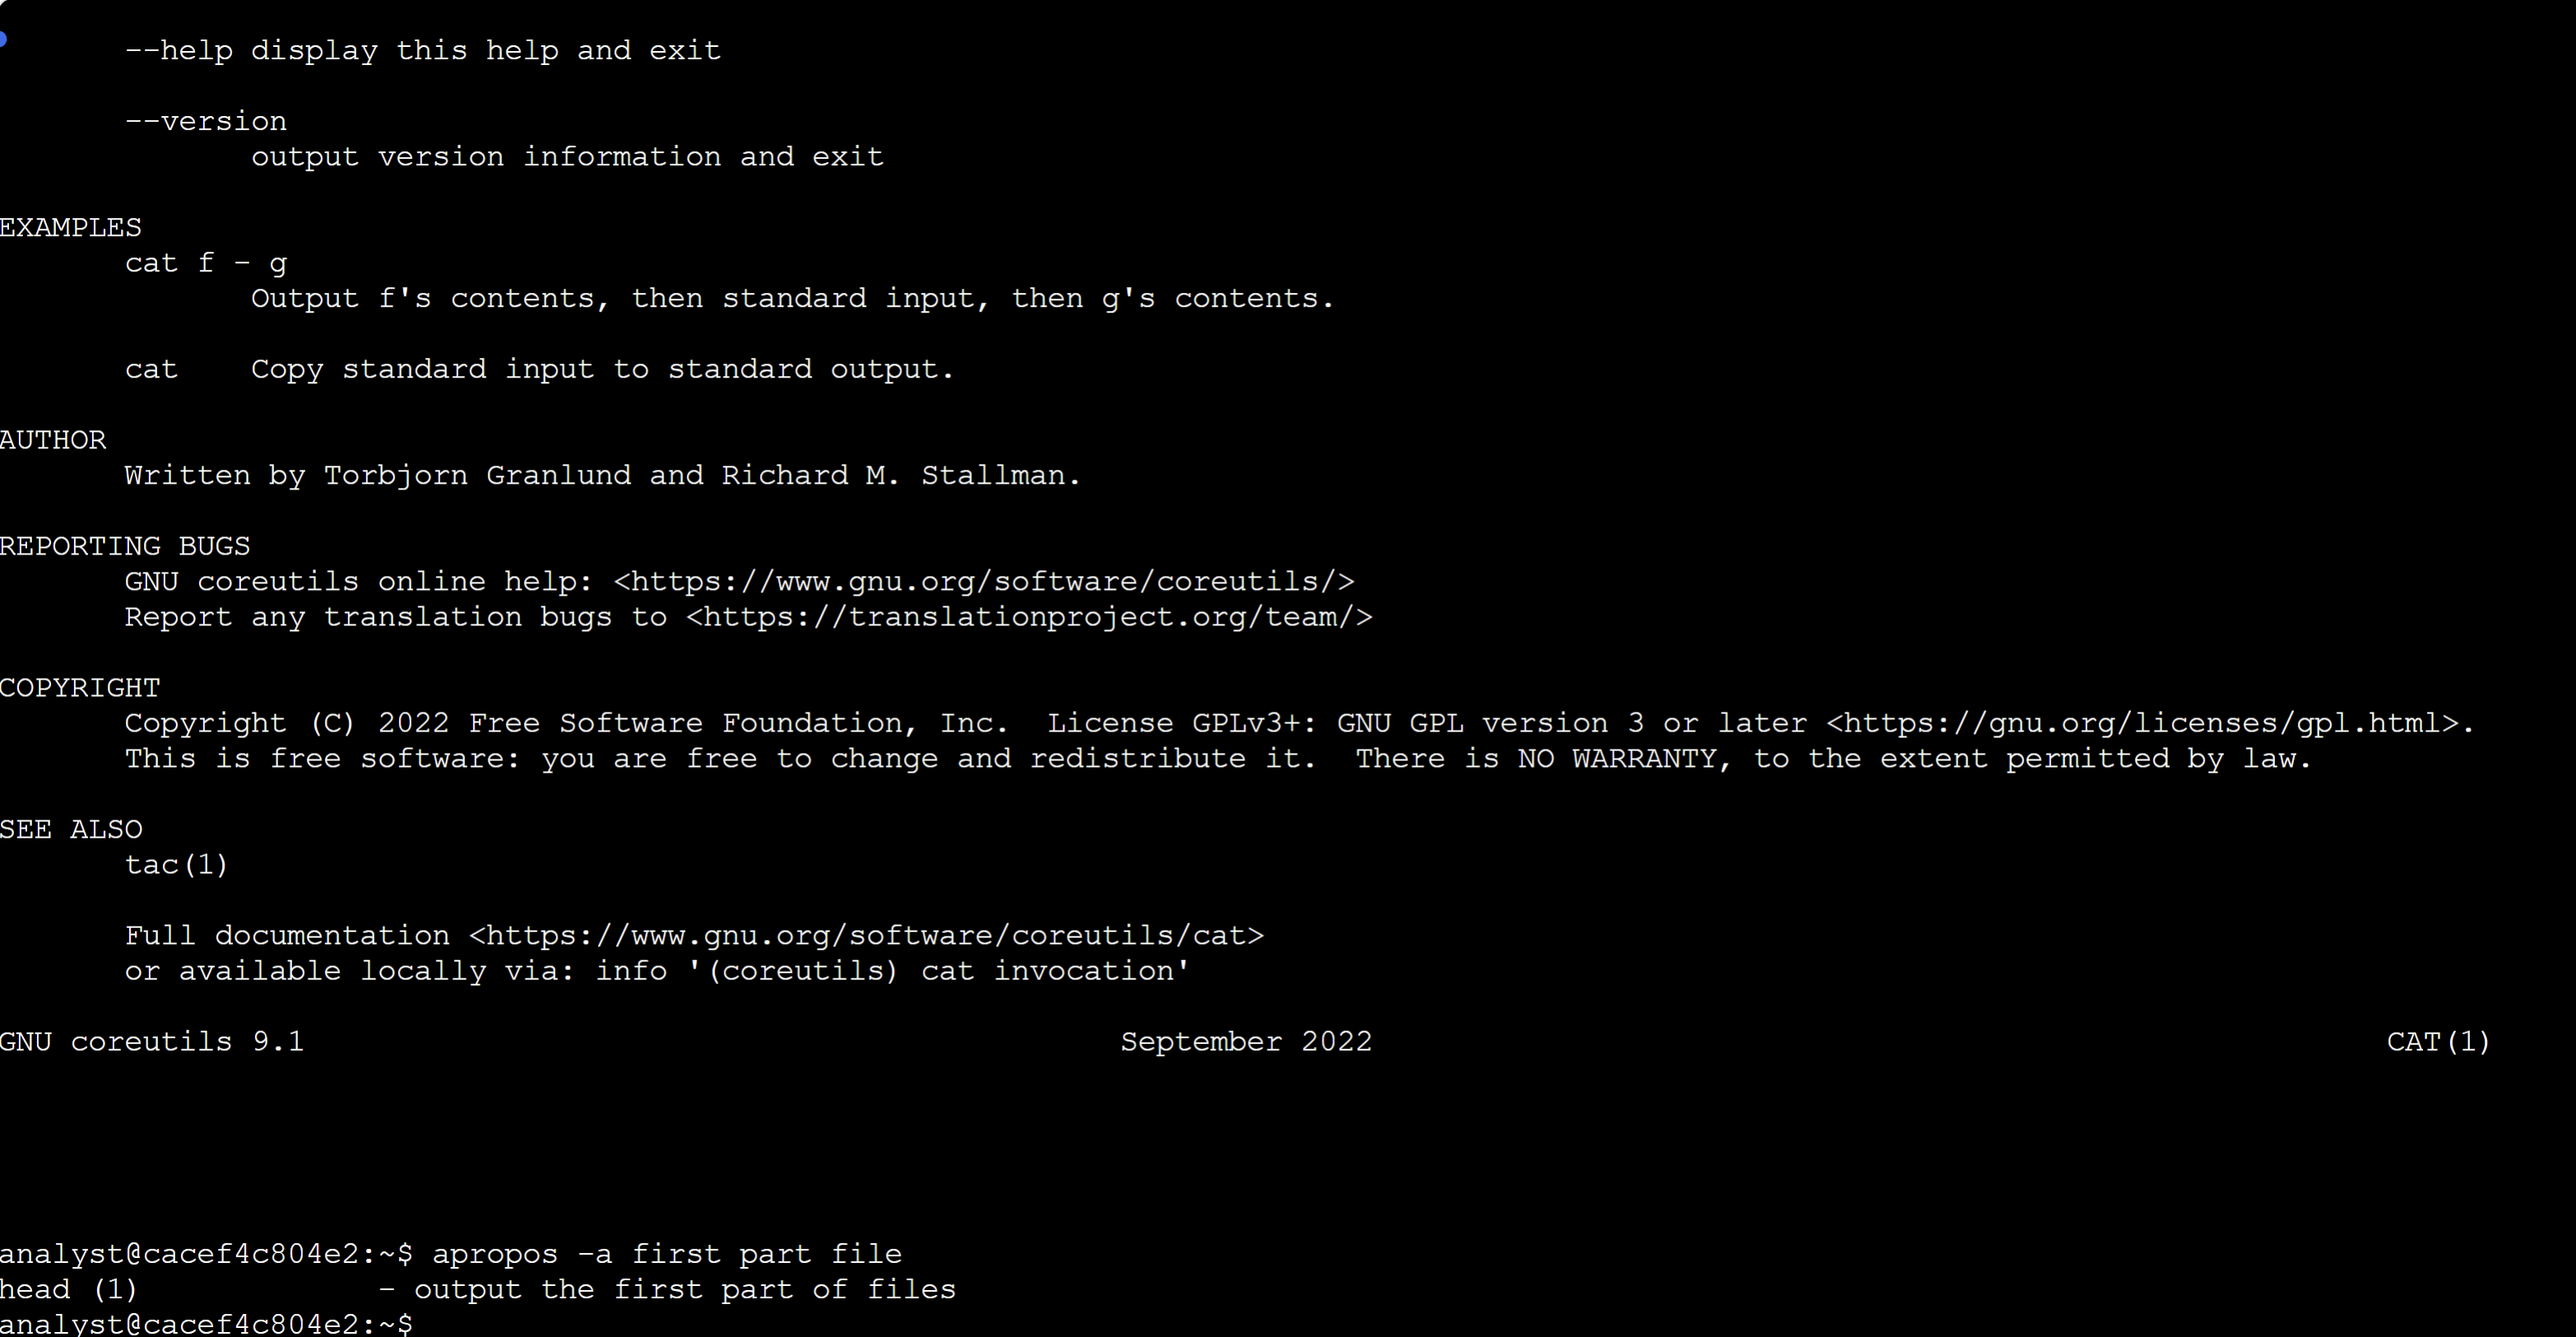 --help display this help and exit
--version
output version information and exit
EXAMPLES
cat f - g
Output f's contents, then standard input, then g's contents.
cat    Copy standard input to standard output.
AUTHOR
Written by Torbjorn Granlund and Richard M. Stallman.
REPORTING BUGS
GNU coreutils online help: <https://www.gnu.org/software/coreutils/>
Report any translation bugs to <https://translationproject.org/team/>
COPYRIGHT
Copyright (C) 2022 Free Software Foundation, Inc.  License GPLv3+: GNU GPL version 3 or later <https://gnu.org/licenses/gpl.html>.
This is free software: you are free to change and redistribute it.  There is NO WARRANTY, to the extent permitted by law.
SEE ALSO
tac(1)
Full documentation <https://www.gnu.org/software/coreutils/cat>
or available locally via: info '(coreutils) cat invocation'
GNU coreutils 9.1    September 2022    CAT(1)
analyst@cacef4c804e2:~$ apropos -a first part file
head (1)             - output the first part of files
analyst@cacef4c804e2:~$